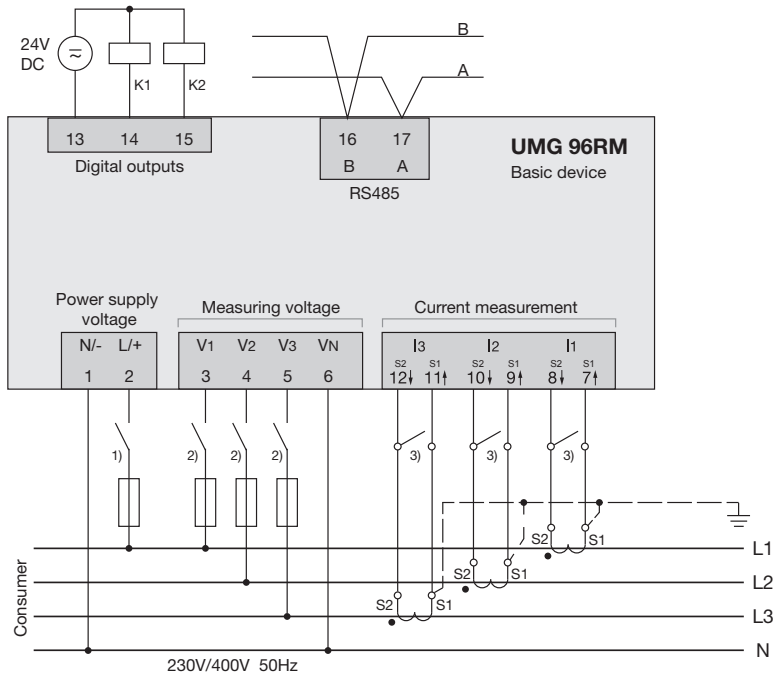 24V
DC
K1
K2
B
A
13 14 15
Digital outputs
16 17
B A
RS485
UMG 96RM
Basic device
Power supply
voltage
Measuring voltage
Current measurement
N/- L/+
V1 V2 V3 VN
I3 I2 I1
S2 S1 S2 S1 S2 S1
1 2 3 4 5 6 12 11 10 9 8 7
1) 2) 2) 2) 3) 3) 3)
S2 S1
L1
S2 S1
L2
S2 S1
L3
N
Consumer
230V/400V 50Hz